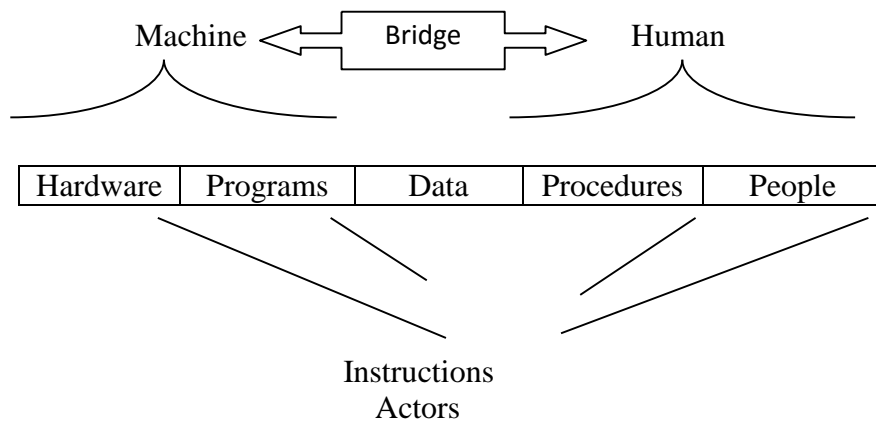 Machine Bridge Human
Hardware Programs Data Procedures People
Instructions
Actors